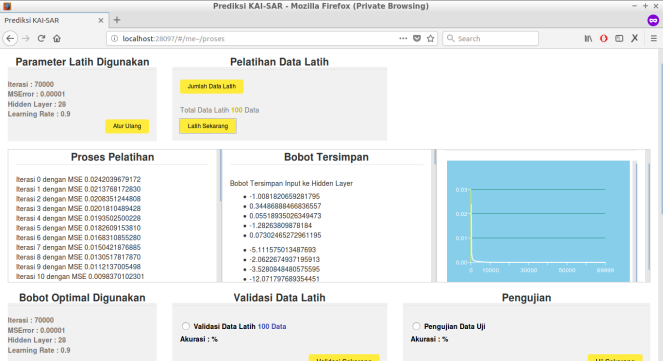 Prediksi KAI-SAR - Mozilla Firefox (Private Browsing)
Prediksi KAI-SAR
localhost:28097/#/me~/proses
Search
Parameter Latih Digunakan
Iterasi : 70000
MSError : 0.00001
Hidden Layer : 28
Learning Rate : 0.9
Atur Ulang
Pelatihan Data Latih
Jumlah Data Latih
Total Data Latih 100 Data
Latih Sekarang
Proses Pelatihan
Iterasi 0 dengan MSE 0.0242039679172
Iterasi 1 dengan MSE 0.0213768172830
Iterasi 2 dengan MSE 0.0208351244808
Iterasi 3 dengan MSE 0.0201810489428
Iterasi 4 dengan MSE 0.0193502500228
Iterasi 5 dengan MSE 0.0182609153810
Iterasi 6 dengan MSE 0.0168310855280
Iterasi 7 dengan MSE 0.0150421876885
Iterasi 8 dengan MSE 0.0130517817870
Iterasi 9 dengan MSE 0.0112137005498
Iterasi 10 dengan MSE 0.0098370102301
Bobot Tersimpan
Bobot Tersimpan Input ke Hidden Layer
-1.0081820659281795
0.34486888466836557
0.05518935026349473
-1.28263809878184
0.07302465272961195
-5.111575013487693
-2.0622674937195913
-3.5280848480575595
-12.071797689354451
0.03
0.02
0.01
0.00
0 10000 30000 50000 69999
Bobot Optimal Digunakan
Iterasi : 70000
MSError : 0.00001
Hidden Layer : 28
Learning Rate : 0.9
Validasi Data Latih
Validasi Data Latih 100 Data
Akurasi : %
Validasi Sekarang
Pengujian
Pengujian Data Uji
Akurasi : %
Uji Sekarang